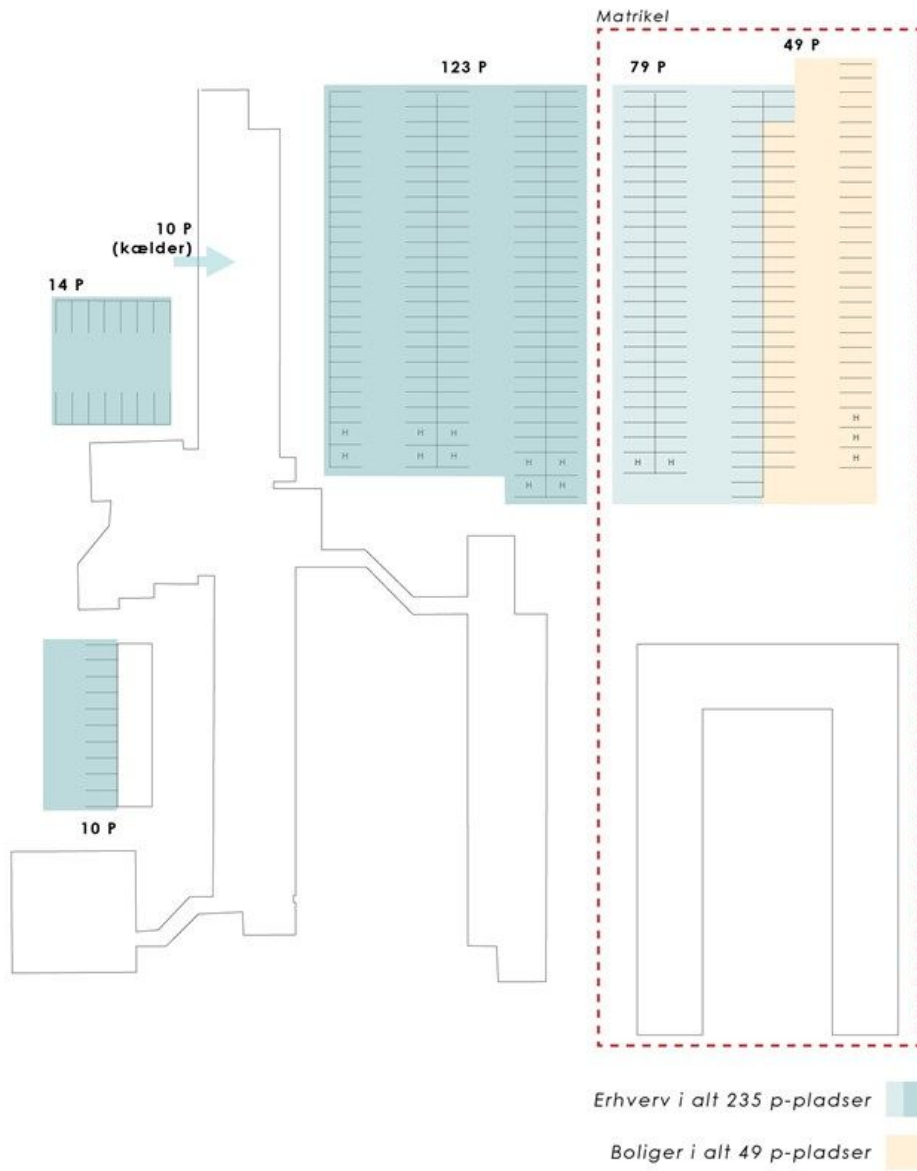 Matrikel
49 P
123 P
79 P
10 P
(kælder)
14 P
H
H H
H
H
H
H H
H
H H
H H
H H
H
H H
10 P
Erhverv i alt 235 p-pladser
Boliger i alt 49 p-pladser